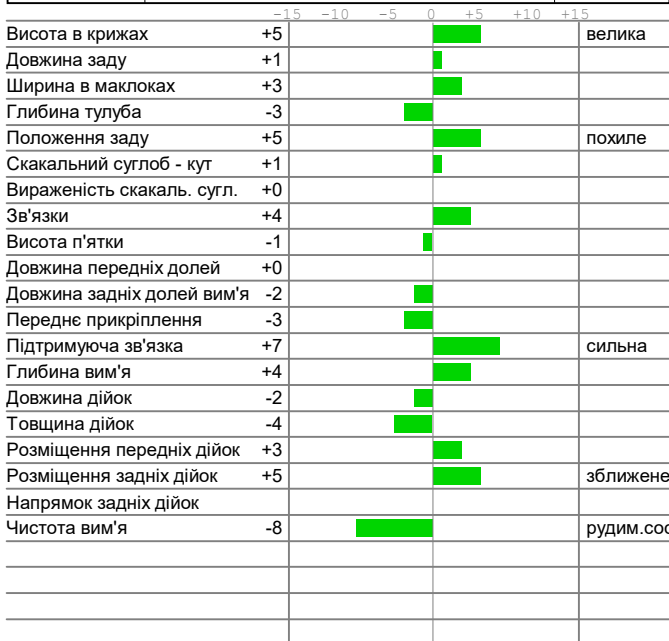 -15 -10 -5 0 +5 +10 +15
Висота в крижах +5 велика
Довжина заду +1
Ширина в маклоках +3
Глибина тулуба -3
Положення заду +5 похиле
Скакальний суглоб - кут +1
Вираженість скакаль. сугл. +0
Зв'язки +4
Висота п'ятки -1
Довжина передніх долей +0
Довжина задніх долей вим'я -2
Переднє прикріплення -3
Підтримуюча зв'язка +7 сильна
Глибина вим'я +4
Довжина дійок -2
Товщина дійок -4
Розміщення передніх дійок +3
Розміщення задніх дійок +5 зближене
Напрямок задніх дійок
Чистота вим'я -8 рудим.сос